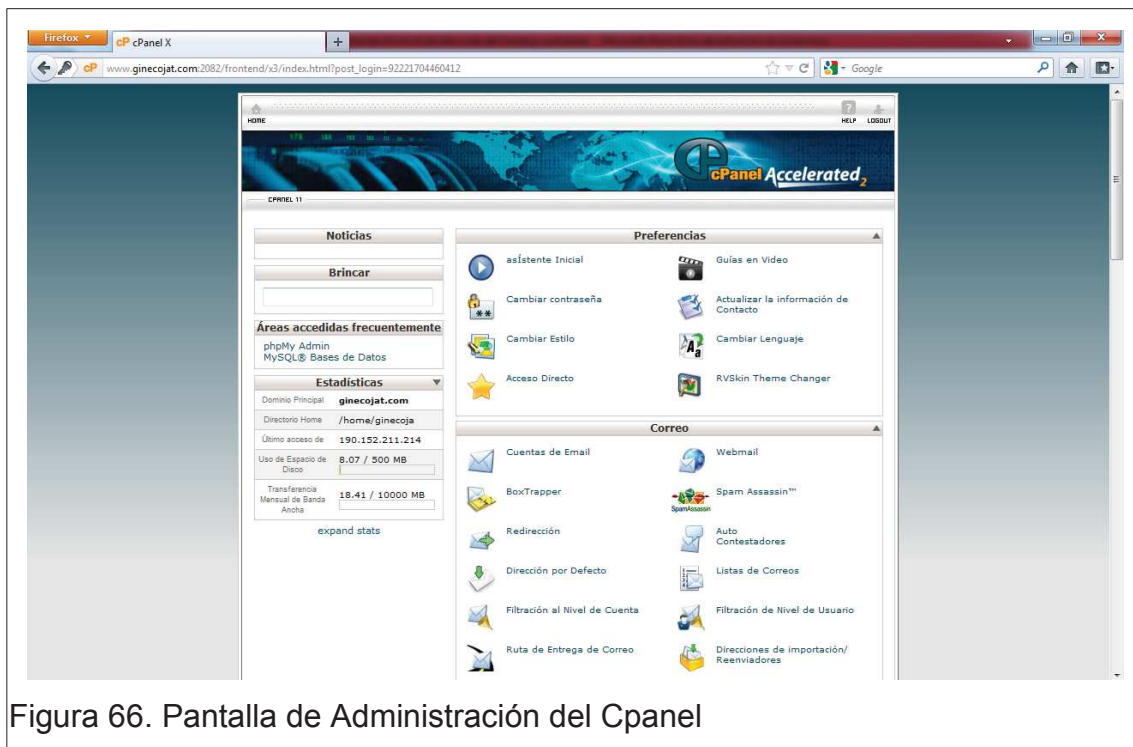 Firefox
cP cPanel X
+
cP www.ginecojat.com:2082/frontend/x3/index.html?post_login=92221704460412
Google
HOME
HELP LOGOUT
cPanel Accelerated2
CPANEL 11
Noticias
Brincar
Áreas accedidas frecuentemente
phpMy Admin
MySQL® Bases de Datos
Estadísticas
Dominio Principal ginecojat.com
Directorio Home /home/ginecoja
Último acceso de 190.152.211.214
Uso de Espacio de
Disco
8.07 / 500 MB
Transferencia
Mensual de Banda
Ancha
18.41 / 10000 MB
expand stats
Preferencias
asÍstente Inicial
Guías en Video
Cambiar contraseña
Actualizar la información de
Contacto
Cambiar Estilo
Cambiar Lenguaje
Acceso Directo
RVSkin Theme Changer
Correo
Cuentas de Email
Webmail
BoxTrapper
SpamAssassin
Spam Assassin™
Redirección
Auto
Contestadores
Dirección por Defecto
Listas de Correos
Filtración al Nivel de Cuenta
Filtración de Nivel de Usuario
Ruta de Entrega de Correo
Direcciones de importación/
Reenviadores
Figura 66. Pantalla de Administración del Cpanel